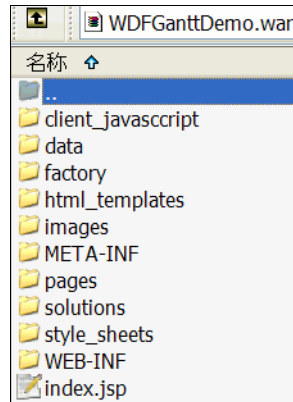 WDFGanttDemo.war
名称
..
client_javasccript
data
factory
html_templates
images
META-INF
pages
solutions
style_sheets
WEB-INF
index.jsp